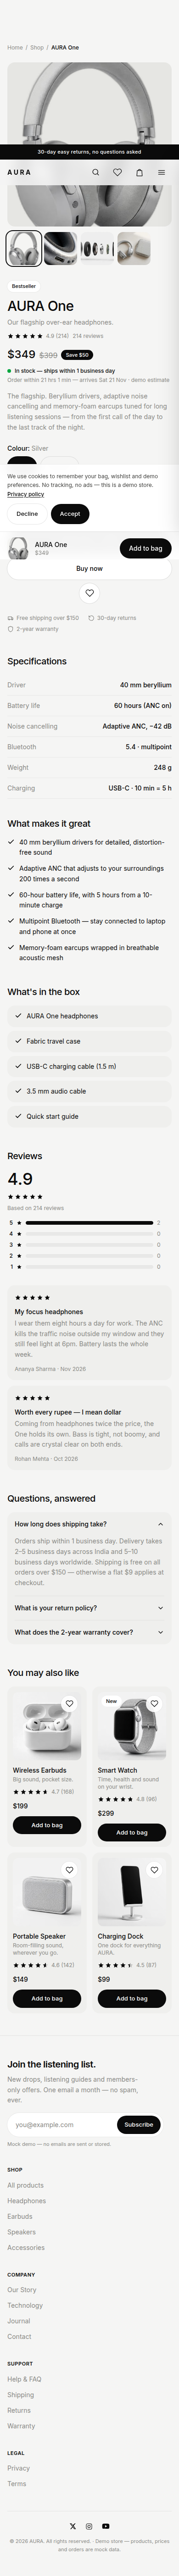 Home / Shop / AURA One
30-day easy returns, no questions asked
AURA
Bestseller
AURA One
Our flagship over-ear headphones.
4.9 (214) 214 reviews
$349 $399 Save $50
In stock — ships within 1 business day
Order within 21 hrs 1 min — arrives Sat 21 Nov · demo estimate
The flagship. Beryllium drivers, adaptive noise
cancelling and memory-foam earcups tuned for long
listening sessions — from the first call of the day to
the last track of the night.
Colour: Silver
We use cookies to remember your bag, wishlist and demo
preferences. No tracking, no ads — this is a demo store.
Privacy policy
Decline
Accept
AURA One
$349
Add to bag
Buy now
Free shipping over $150
30-day returns
2-year warranty
Specifications
Driver 40 mm beryllium
Battery life 60 hours (ANC on)
Noise cancelling Adaptive ANC, −42 dB
Bluetooth 5.4 · multipoint
Weight 248 g
Charging USB-C · 10 min = 5 h
What makes it great
40 mm beryllium drivers for detailed, distortion-
free sound
Adaptive ANC that adjusts to your surroundings
200 times a second
60-hour battery life, with 5 hours from a 10-
minute charge
Multipoint Bluetooth — stay connected to laptop
and phone at once
Memory-foam earcups wrapped in breathable
acoustic mesh
What's in the box
AURA One headphones
Fabric travel case
USB-C charging cable (1.5 m)
3.5 mm audio cable
Quick start guide
Reviews
4.9
Based on 214 reviews
5 2
4 0
3 0
2 0
1 0
My focus headphones
I wear them eight hours a day for work. The ANC
kills the traffic noise outside my window and they
still feel light at 6pm. Battery lasts the whole
week.
Ananya Sharma · Nov 2026
Worth every rupee — I mean dollar
Coming from headphones twice the price, the
One holds its own. Bass is tight, not boomy, and
calls are crystal clear on both ends.
Rohan Mehta · Oct 2026
Questions, answered
How long does shipping take?
Orders ship within 1 business day. Delivery takes
2–5 business days across India and 5–10
business days worldwide. Shipping is free on all
orders over $150 — otherwise a flat $9 applies at
checkout.
What is your return policy?
What does the 2-year warranty cover?
You may also like
Wireless Earbuds
Big sound, pocket size.
4.7 (168)
$199
Add to bag
New
Smart Watch
Time, health and sound
on your wrist.
4.8 (96)
$299
Add to bag
Portable Speaker
Room-filling sound,
wherever you go.
4.6 (142)
$149
Add to bag
Charging Dock
One dock for everything
AURA.
4.5 (87)
$99
Add to bag
Join the listening list.
New drops, listening guides and members-
only offers. One email a month — no spam,
ever.
you@example.com
Subscribe
Mock demo — no emails are sent or stored.
SHOP
All products
Headphones
Earbuds
Speakers
Accessories
COMPANY
Our Story
Technology
Journal
Contact
SUPPORT
Help & FAQ
Shipping
Returns
Warranty
LEGAL
Privacy
Terms
© 2026 AURA. All rights reserved. · Demo store — products, prices
and orders are mock data.